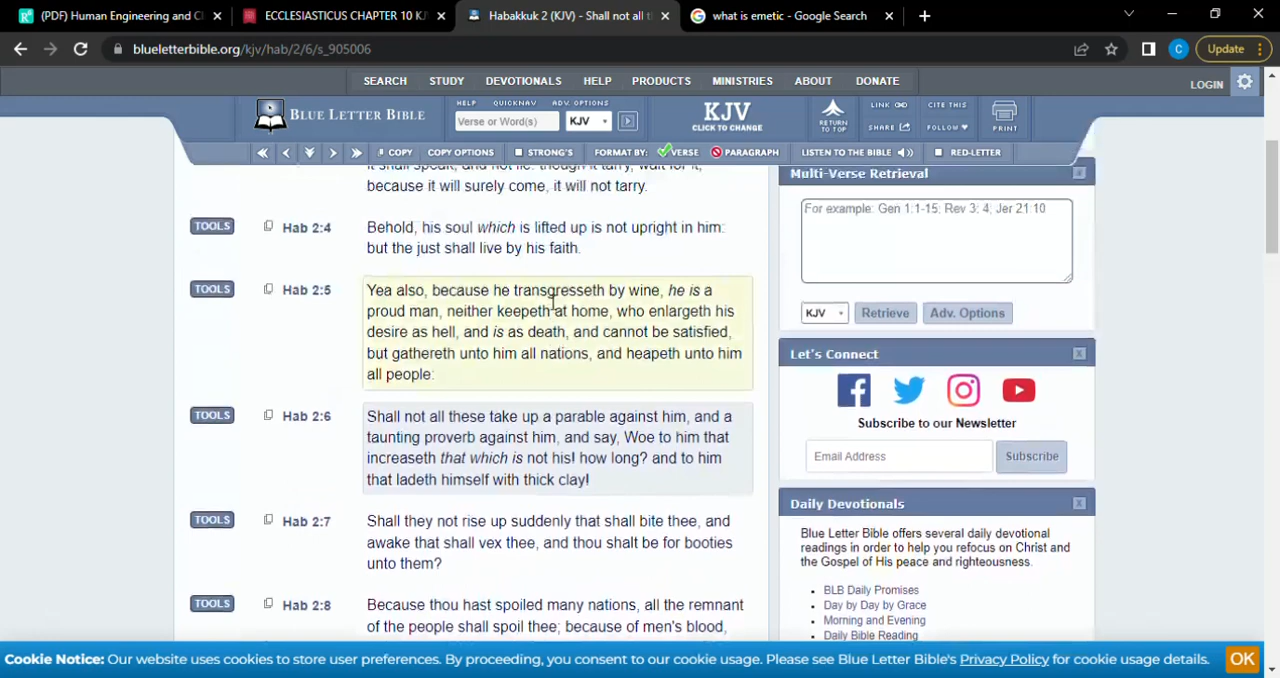 (PDF) Human Engineering and C
ECCLESIASTICUS CHAPTER 10 KJ
Habakkuk 2 (KJV) - Shall not all t
what is emetic - Google Search
blueletterbible.org/kjv/hab/2/6/s_905006
C
Update
SEARCH STUDY DEVOTIONALS HELP PRODUCTS MINISTRIES ABOUT DONATE
LOGIN
BLUE LETTER BIBLE
HELP QUICKNAV ADV. OPTIONS
Verse or Word(s) KJV
KJV
CLICK TO CHANGE
RETURN
TO TOP
LINK CITE THIS
SHARE FOLLOW
PRINT
COPY COPY OPTIONS STRONG'S FORMAT BY: VERSE PARAGRAPH LISTEN TO THE BIBLE RED-LETTER
it shall speak, and not lie: though it tarry, wait for it;
because it will surely come, it will not tarry.
TOOLS Hab 2:4 Behold, his soul which is lifted up is not upright in him:
but the just shall live by his faith.
TOOLS Hab 2:5 Yea also, because he transgresseth by wine, he is a
proud man, neither keepeth at home, who enlargeth his
desire as hell, and is as death, and cannot be satisfied,
but gathereth unto him all nations, and heapeth unto him
all people:
TOOLS Hab 2:6 Shall not all these take up a parable against him, and a
taunting proverb against him, and say, Woe to him that
increaseth that which is not his! how long? and to him
that ladeth himself with thick clay!
TOOLS Hab 2:7 Shall they not rise up suddenly that shall bite thee, and
awake that shall vex thee, and thou shalt be for booties
unto them?
TOOLS Hab 2:8 Because thou hast spoiled many nations, all the remnant
of the people shall spoil thee; because of men's blood,
Multi-Verse Retrieval
For example: Gen 1:1-15; Rev 3; 4; Jer 21:10
KJV Retrieve Adv. Options
Let's Connect
Subscribe to our Newsletter
Email Address Subscribe
Daily Devotionals
Blue Letter Bible offers several daily devotional
readings in order to help you refocus on Christ and
the Gospel of His peace and righteousness.
BLB Daily Promises
Day by Day by Grace
Morning and Evening
Daily Bible Reading
Cookie Notice: Our website uses cookies to store user preferences. By proceeding, you consent to our cookie usage. Please see Blue Letter Bible's Privacy Policy for cookie usage details. OK